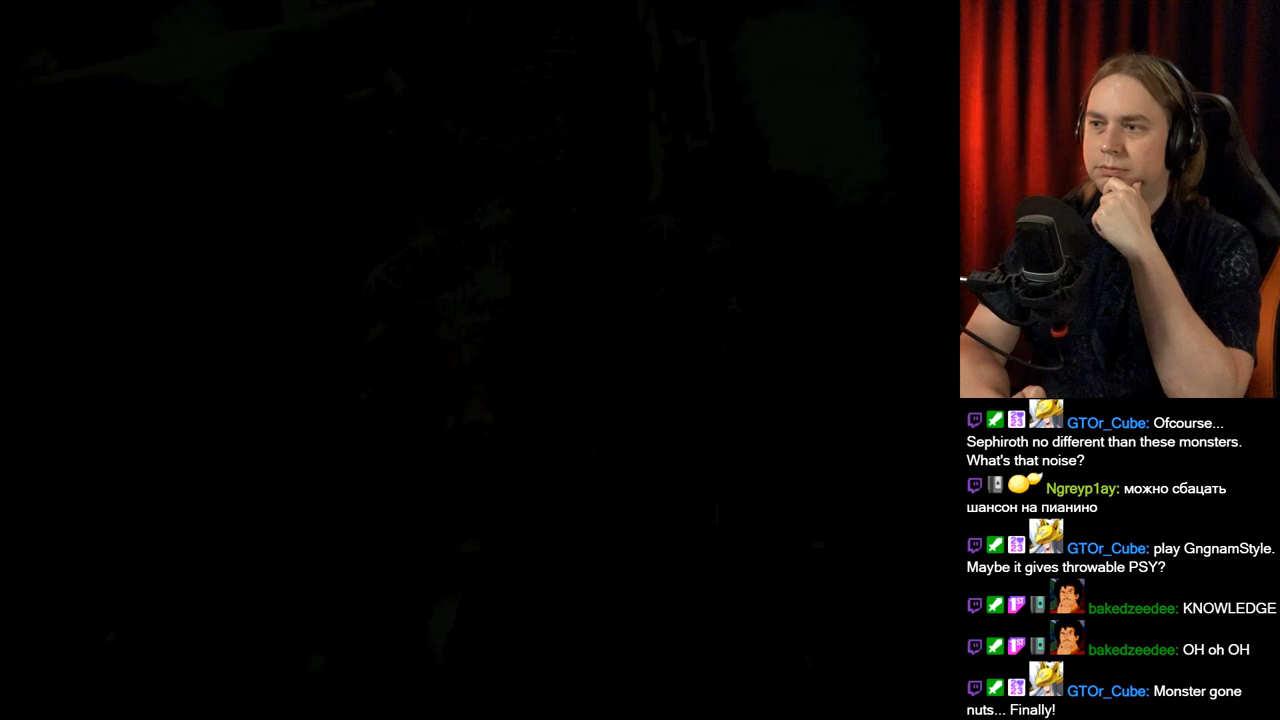 GTOr_Cube: Ofcourse...
Sephiroth no different than these monsters.
What's that noise?
Ngreyp1ay: можно сбацать
шансон на пианино
GTOr_Cube: play GngnamStyle.
Maybe it gives throwable PSY?
bakedzeedee: KNOWLEDGE
bakedzeedee: OH oh OH
GTOr_Cube: Monster gone
nuts... Finally!